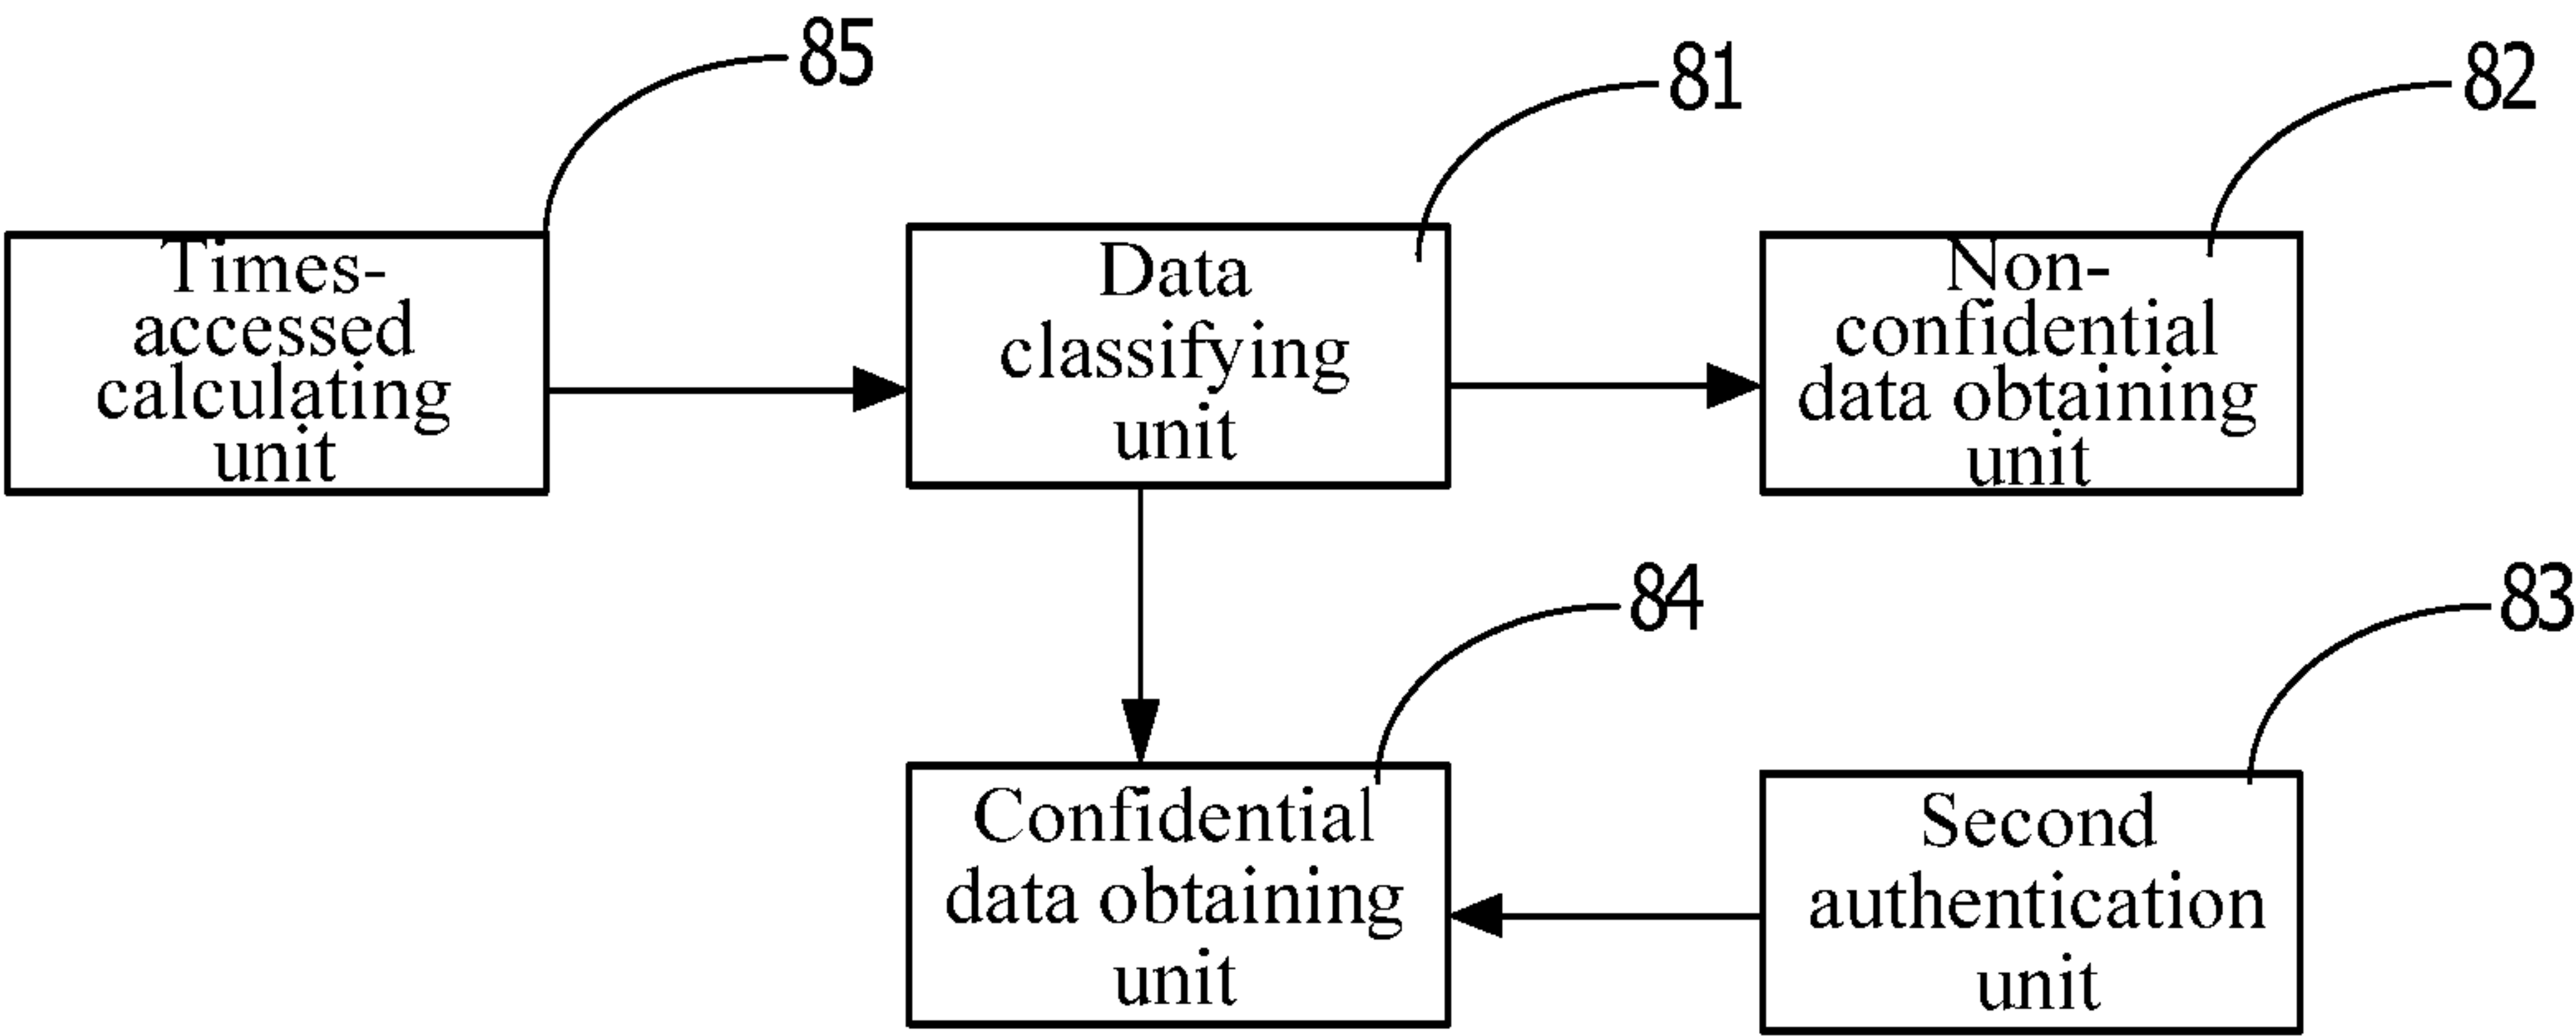 85
81
82
Times-
accessed
calculating
unit
Data
classifying
unit
Non-
confidential
data obtaining
unit
84
83
Confidential
data obtaining
unit
Second
authentication
unit